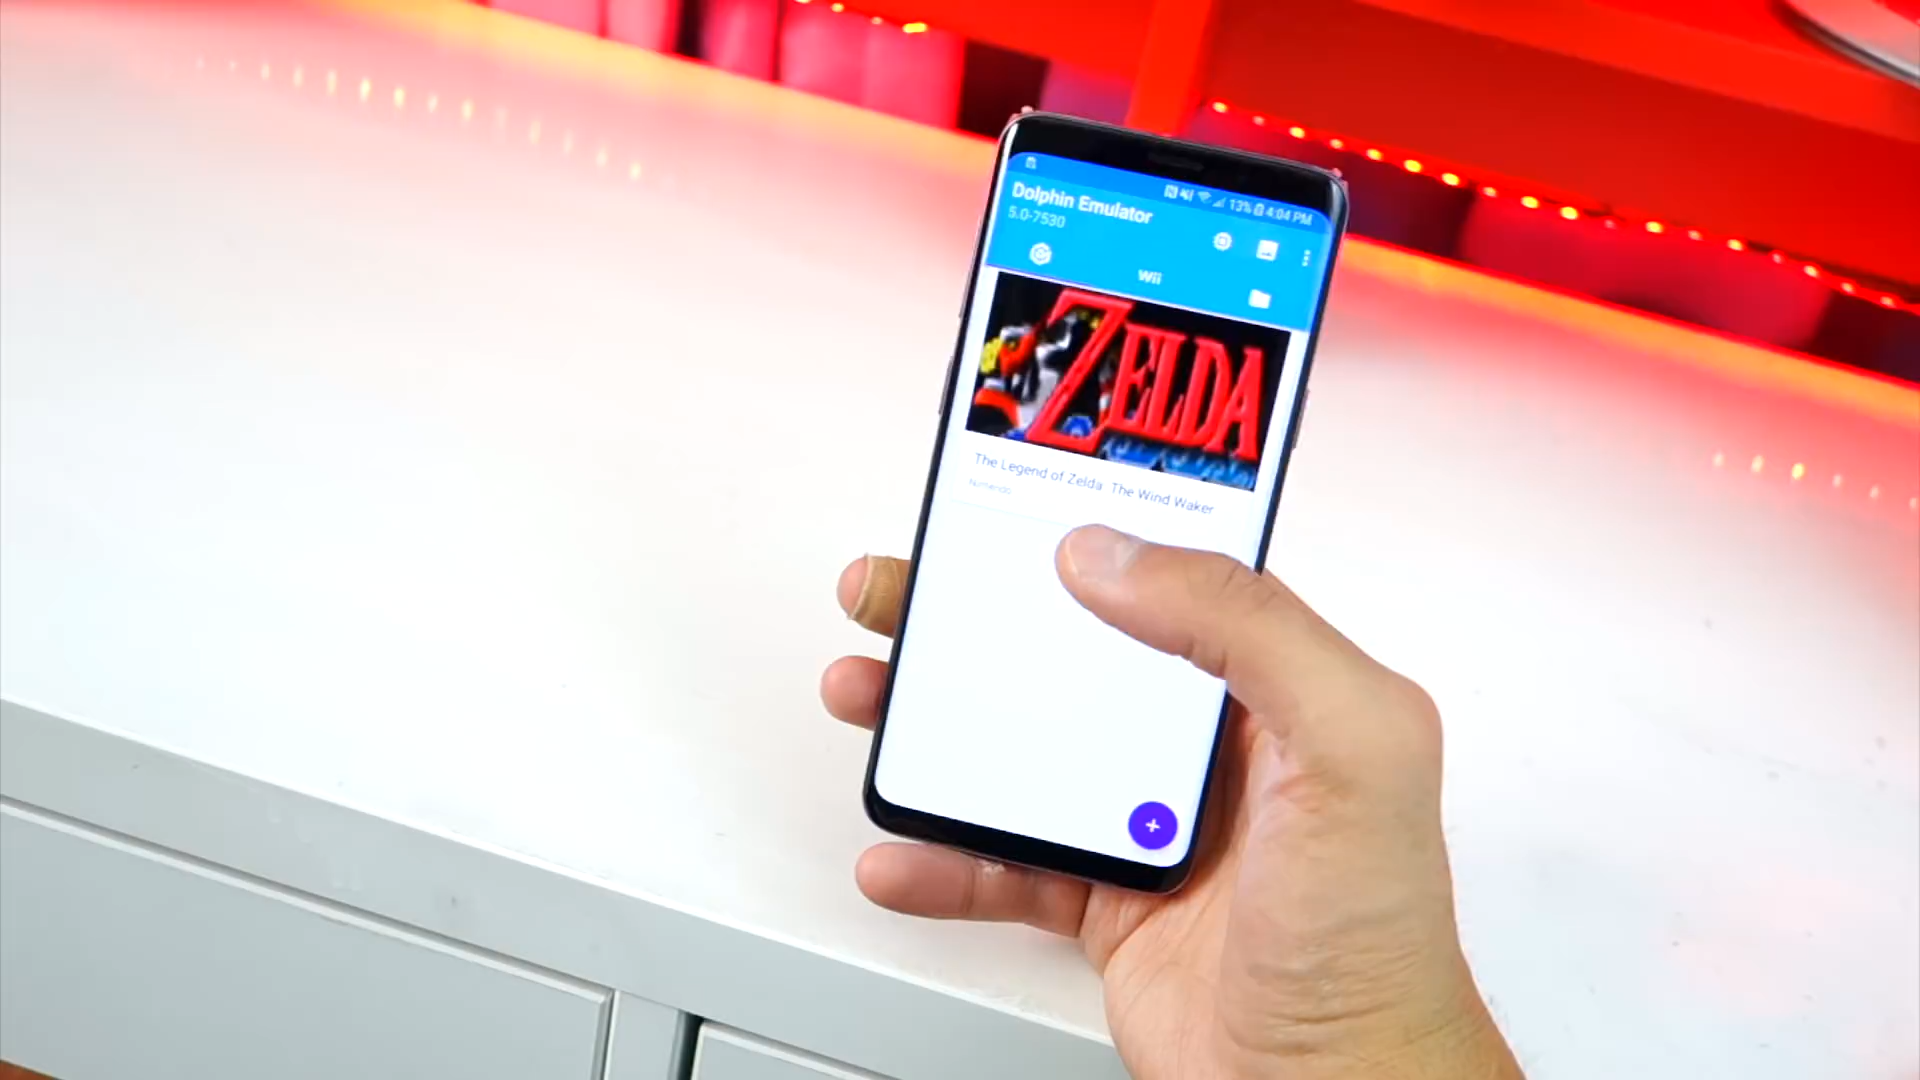 13% 4:04 PM
Dolphin Emulator
5.0-7530
Wii
ZELDA
The Legend of Zelda The Wind Waker
Nintendo
+